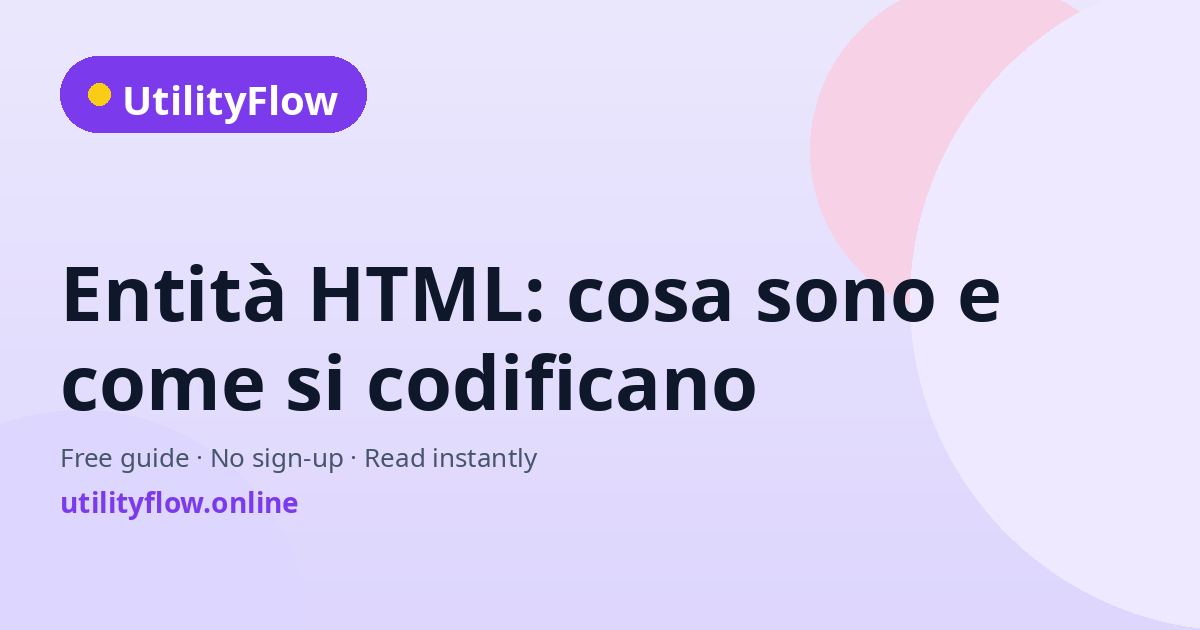 UtilityFlow
Entità HTML: cosa sono e
come si codificano
Free guide · No sign-up · Read instantly
utilityflow.online